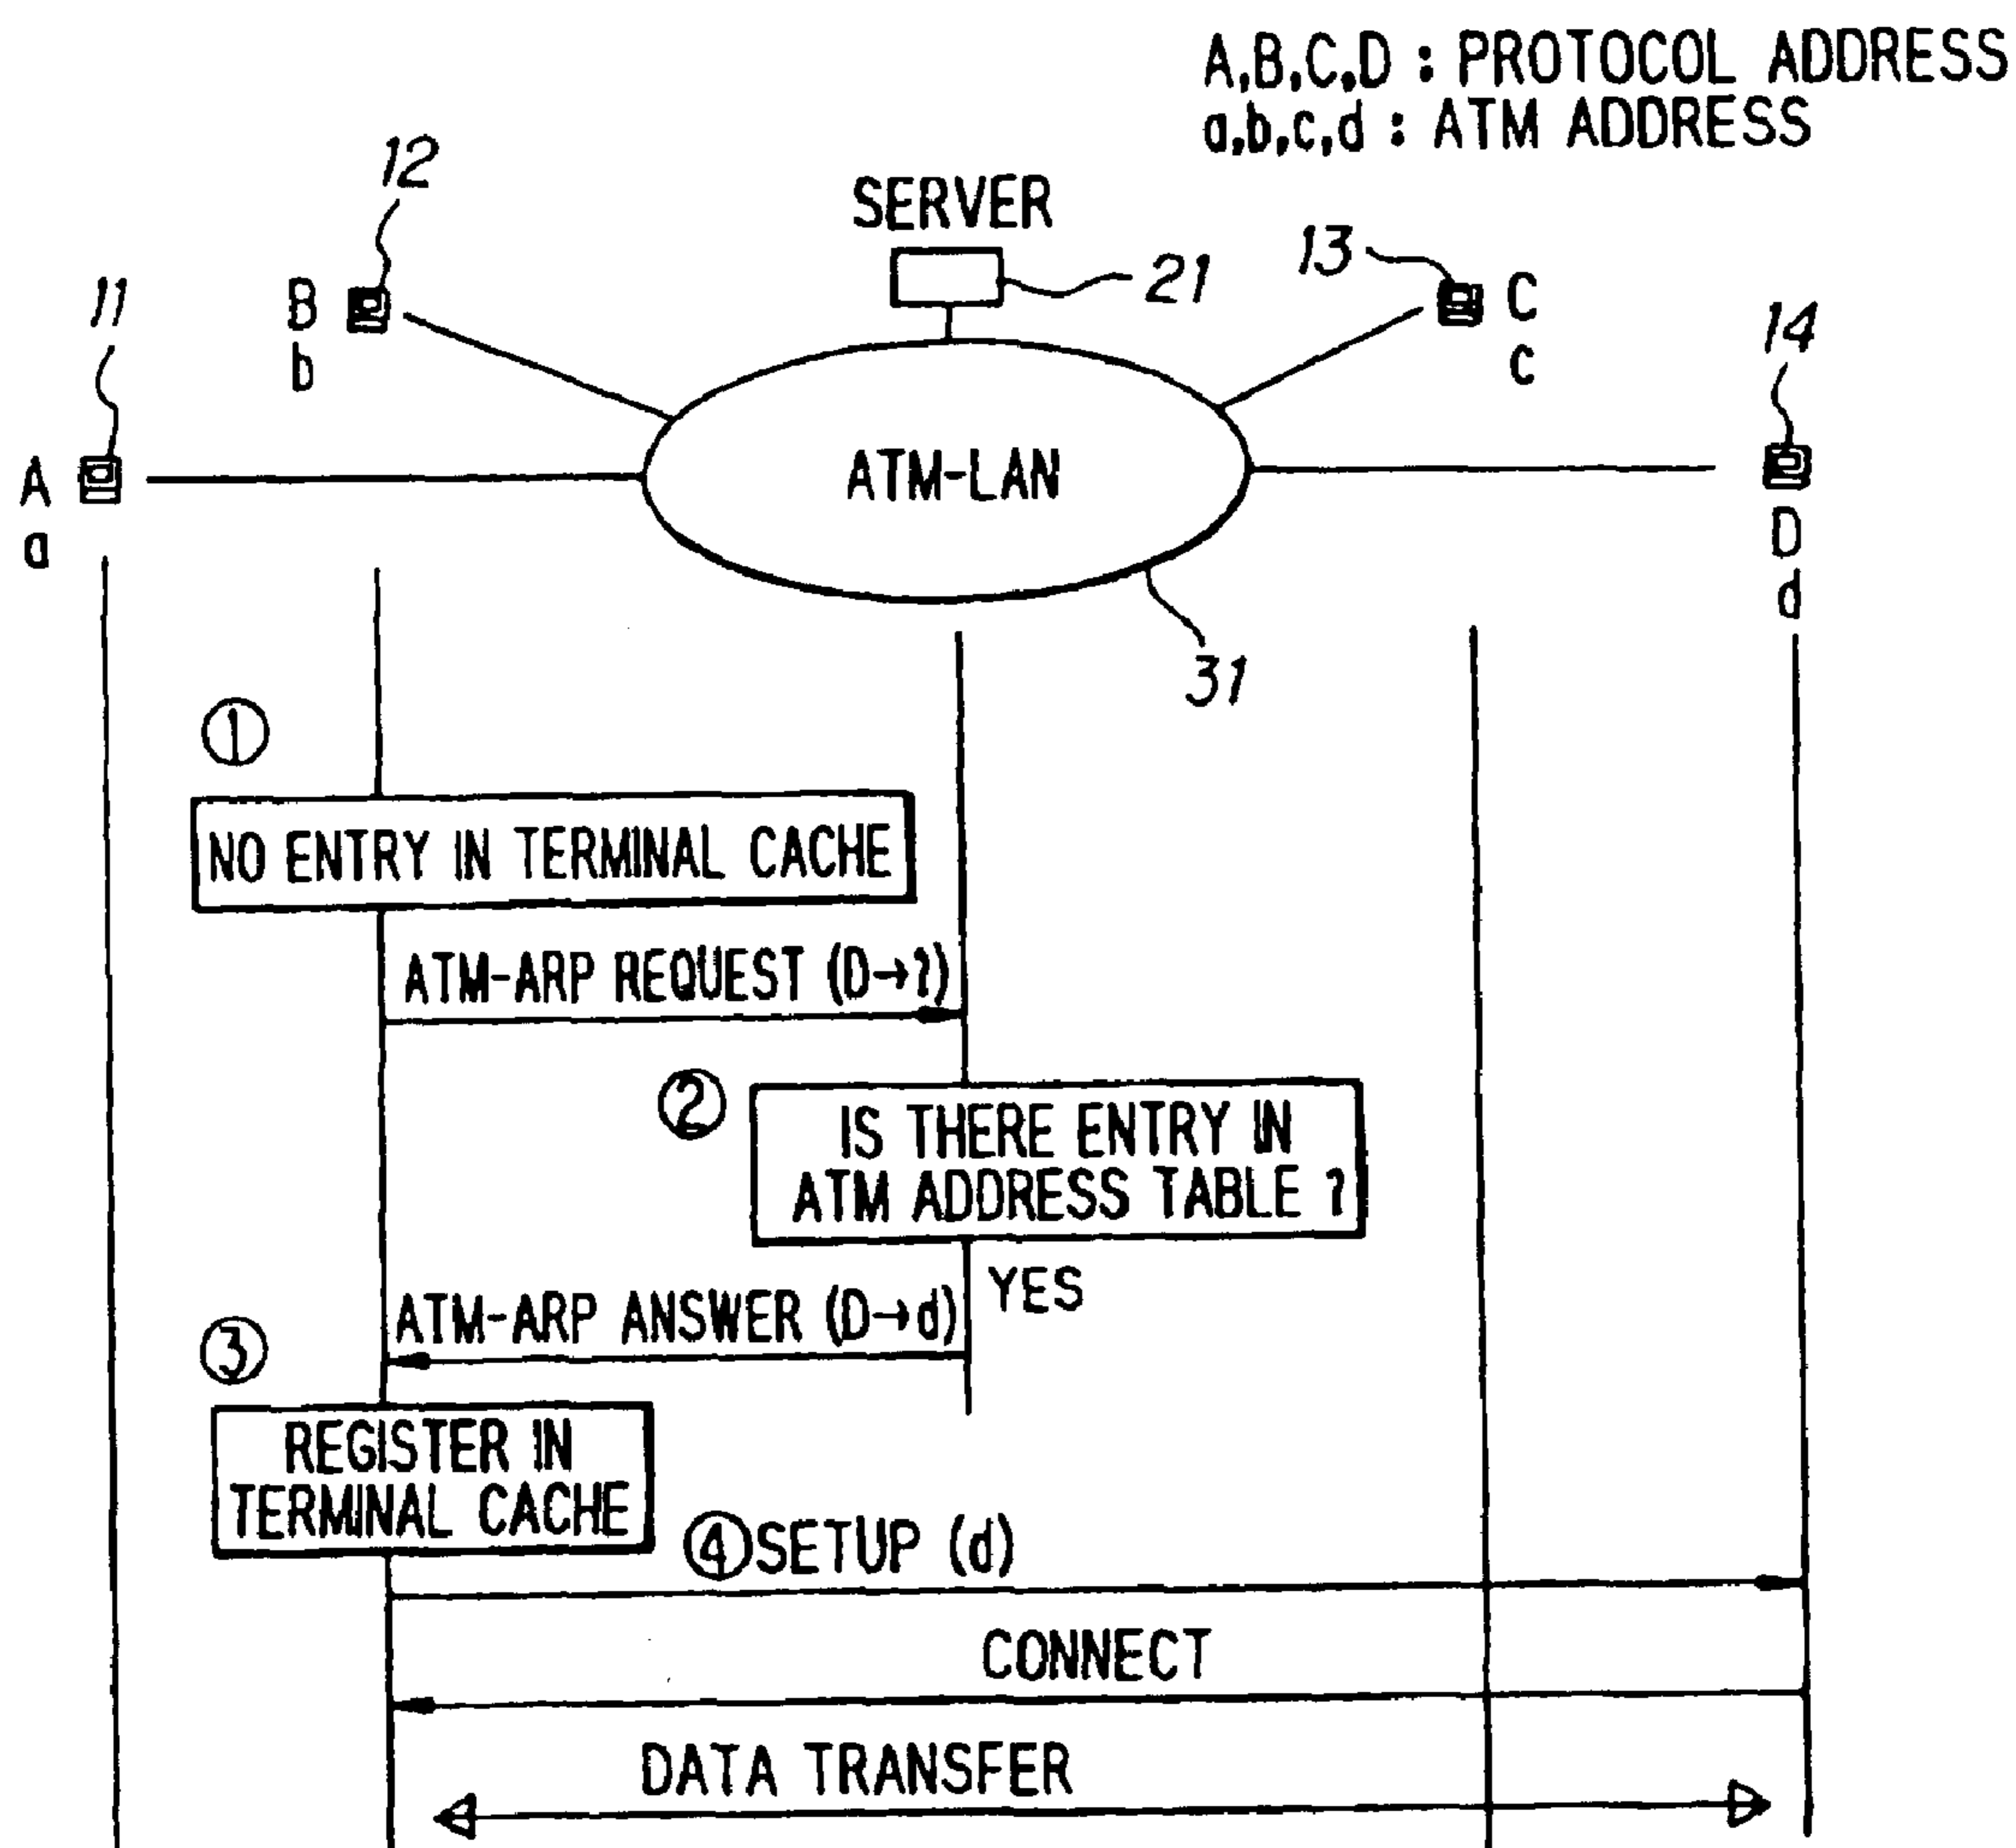 A,B,C,D : PROTOCOL ADDRESS
a,b,c,d : ATM ADDRESS
12
SERVER
11
B
b
21
13
C
c
14
A
a
ATM-LAN
D
d
31
①
NO ENTRY IN TERMINAL CACHE
ATM-ARP REQUEST (D→?)
②
IS THERE ENTRY IN
ATM ADDRESS TABLE ?
YES
ATM-ARP ANSWER (D→d)
③
REGISTER IN
TERMINAL CACHE
④ SETUP (d)
CONNECT
DATA TRANSFER